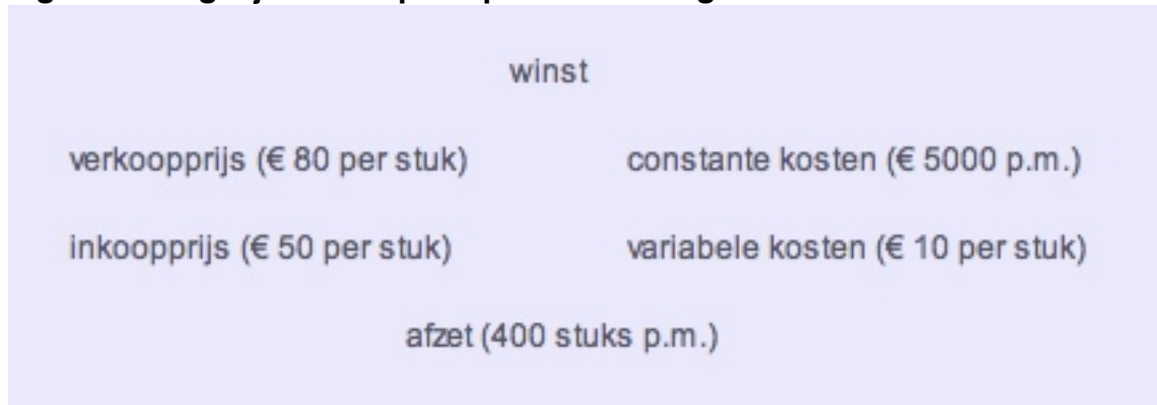 winst
verkoopprijs (€ 80 per stuk) constante kosten (€ 5000 p.m.)
inkoopprijs (€ 50 per stuk) variabele kosten (€ 10 per stuk)
afzet (400 stuks p.m.)